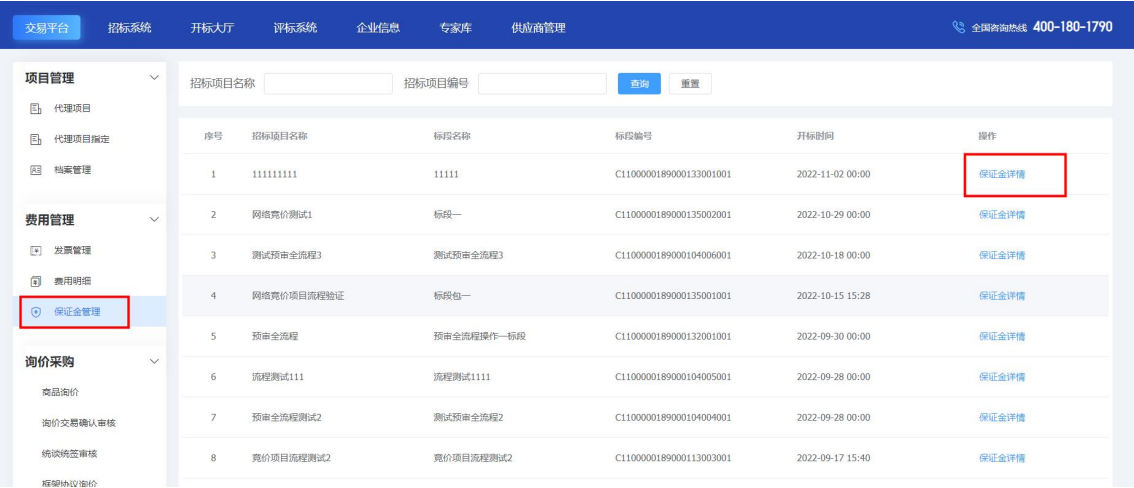 交易平台 招标系统 开标大厅 评标系统 企业信息 专家库 供应商管理 全国咨询热线 400-180-1790
项目管理
代理项目
代理项目指定
档案管理
费用管理
发票管理
费用明细
保证金管理
询价采购
商品询价
询价交易确认审核
统谈统签审核
框架协议询价
招标项目名称 招标项目编号 查询 重置
序号 招标项目名称 标段名称 标段编号 开标时间 操作
1 111111111 11111 C1100000189000133001001 2022-11-02 00:00 保证金详情
2 网络竞价测试1 标段一 C1100000189000135002001 2022-10-29 00:00 保证金详情
3 测试预审全流程3 测试预审全流程3 C1100000189000104006001 2022-10-18 00:00 保证金详情
4 网络竞价项目流程验证 标段包一 C1100000189000135001001 2022-10-15 15:28 保证金详情
5 预审全流程 预审全流程操作一标段 C1100000189000132001001 2022-09-30 00:00 保证金详情
6 流程测试111 流程测试1111 C1100000189000104005001 2022-09-28 00:00 保证金详情
7 预审全流程测试2 测试预审全流程2 C1100000189000104004001 2022-09-28 00:00 保证金详情
8 竞价项目流程测试2 竞价项目流程测试2 C1100000189000113003001 2022-09-17 15:40 保证金详情